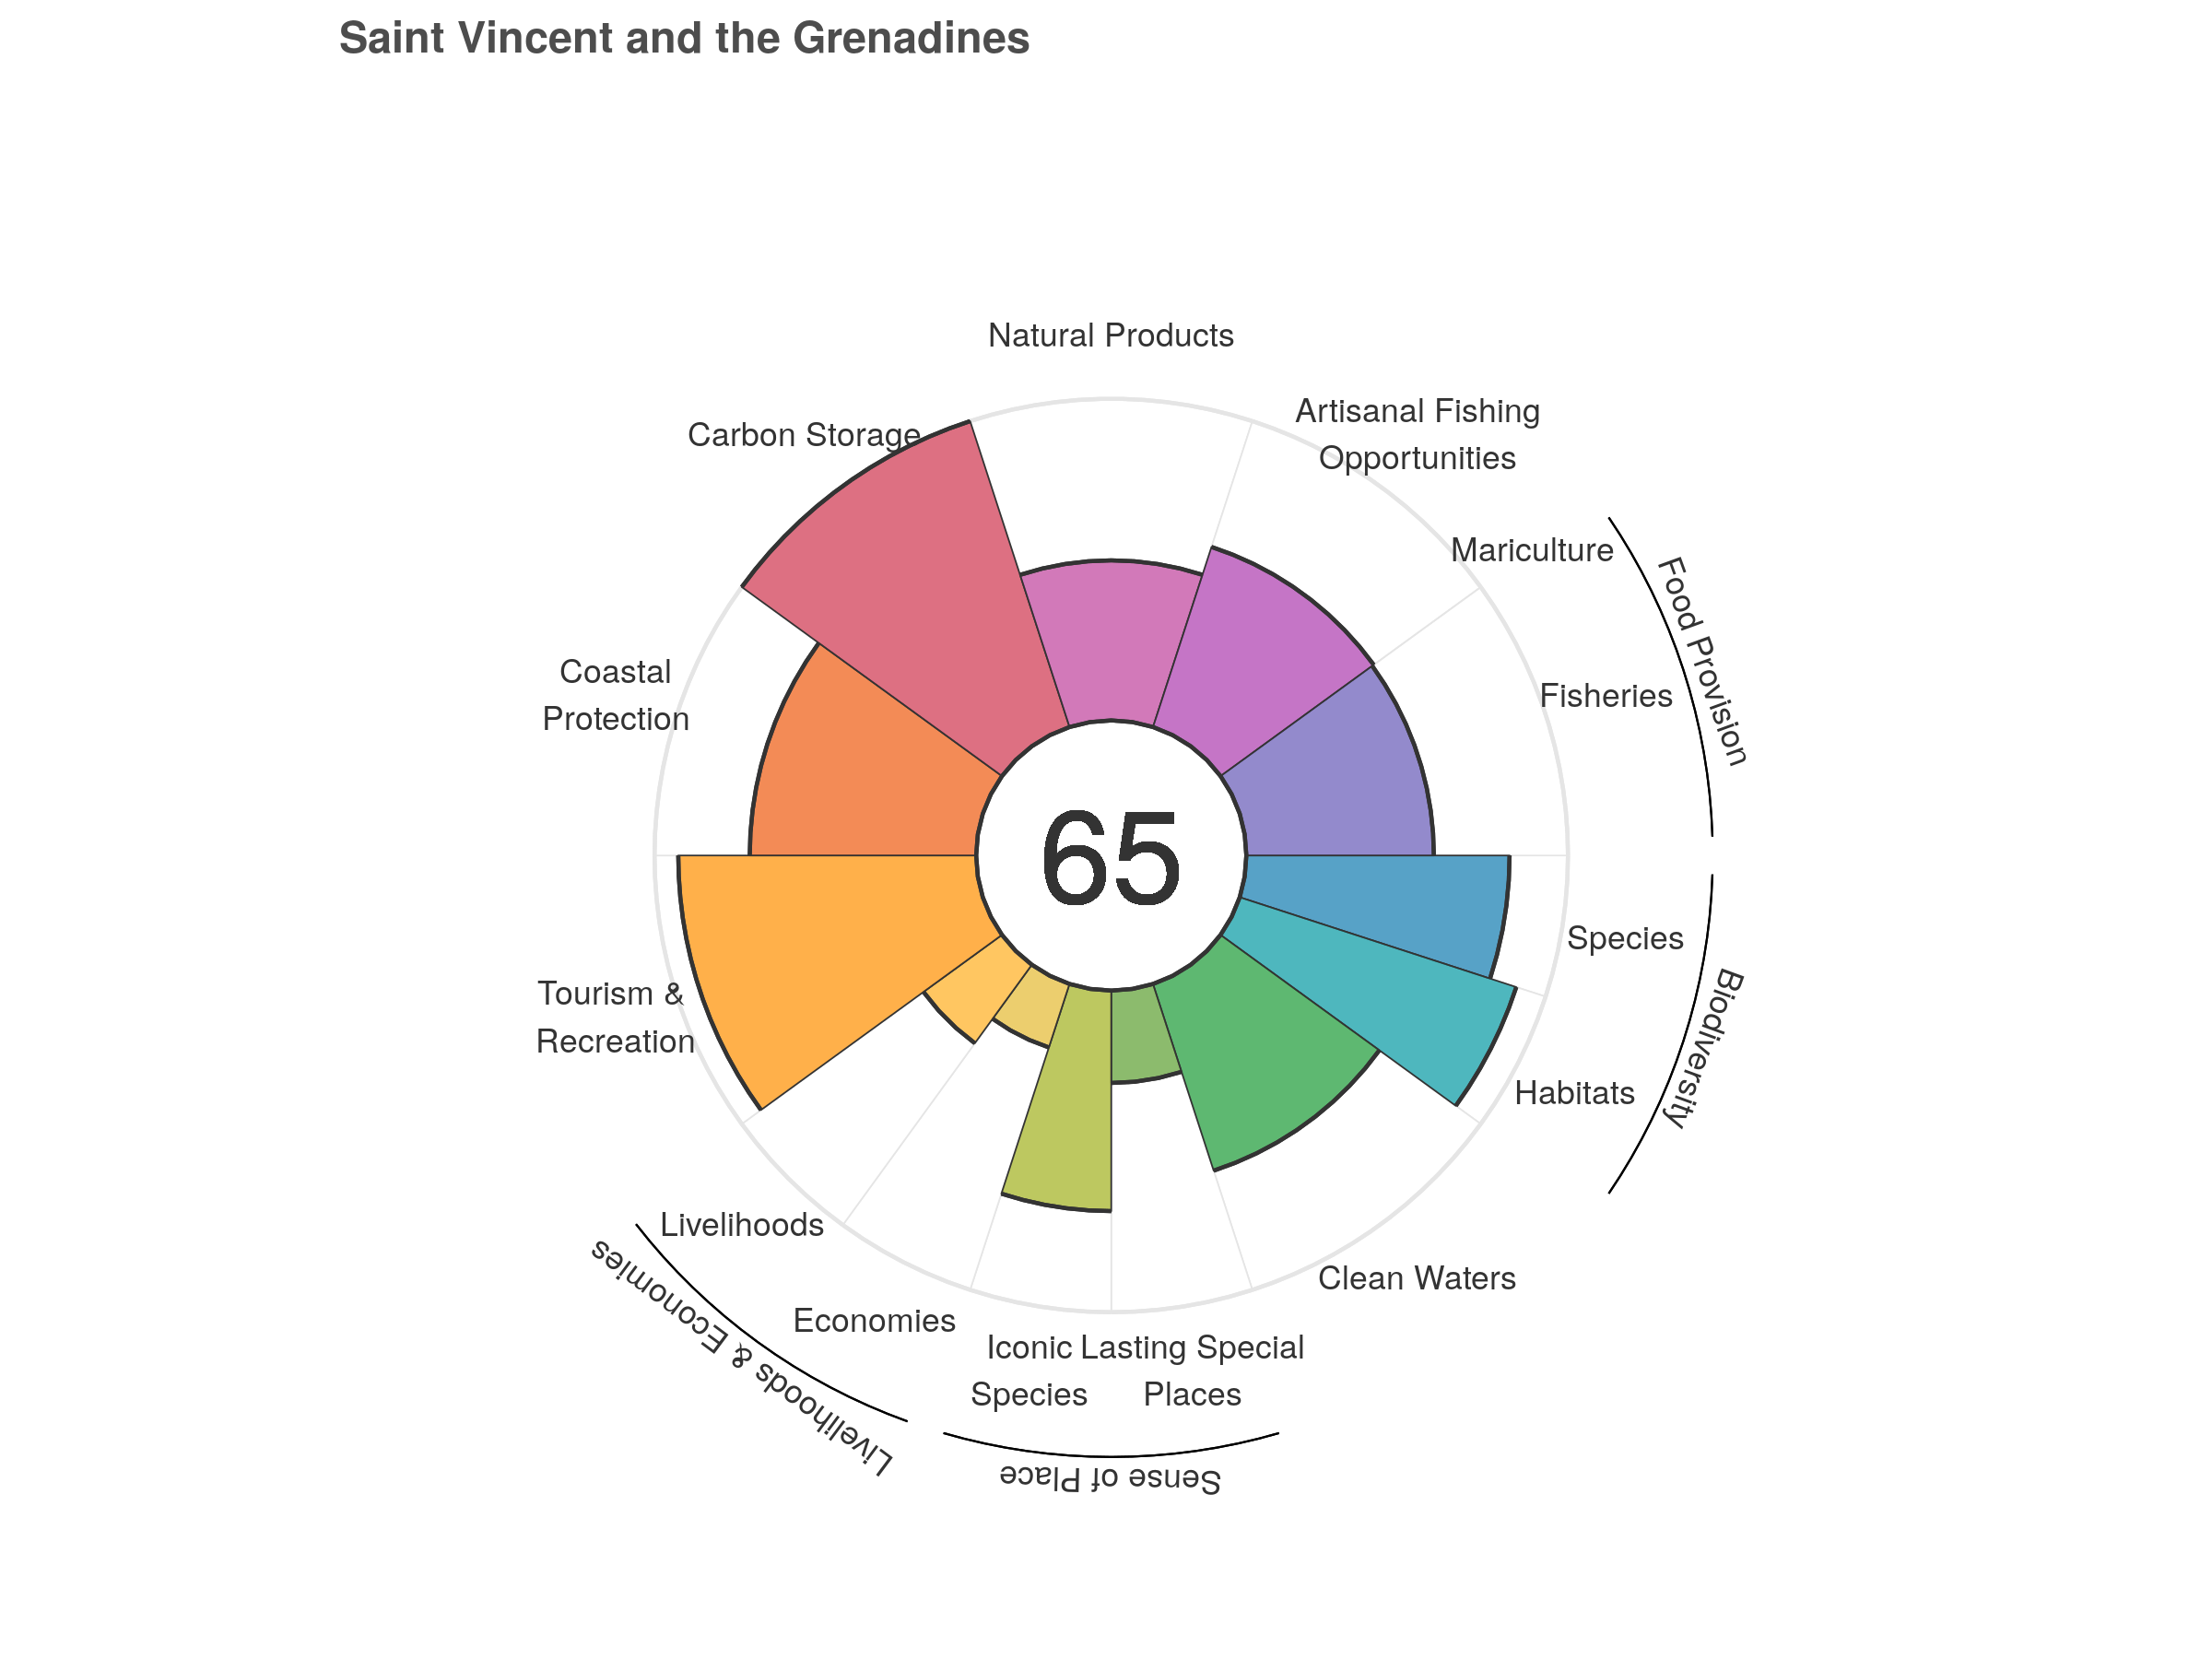 Saint Vincent and the Grenadines
Natural Products
Artisanal Fishing
Opportunities
Carbon Storage
Mariculture
Food Provision
Fisheries
Coastal
Protection
65
Species
Biodiversity
Habitats
Tourism &
Recreation
Livelihoods
Livelihoods & Economies
Clean Waters
Economies
Iconic
Species
Lasting Special
Places
Sense of Place